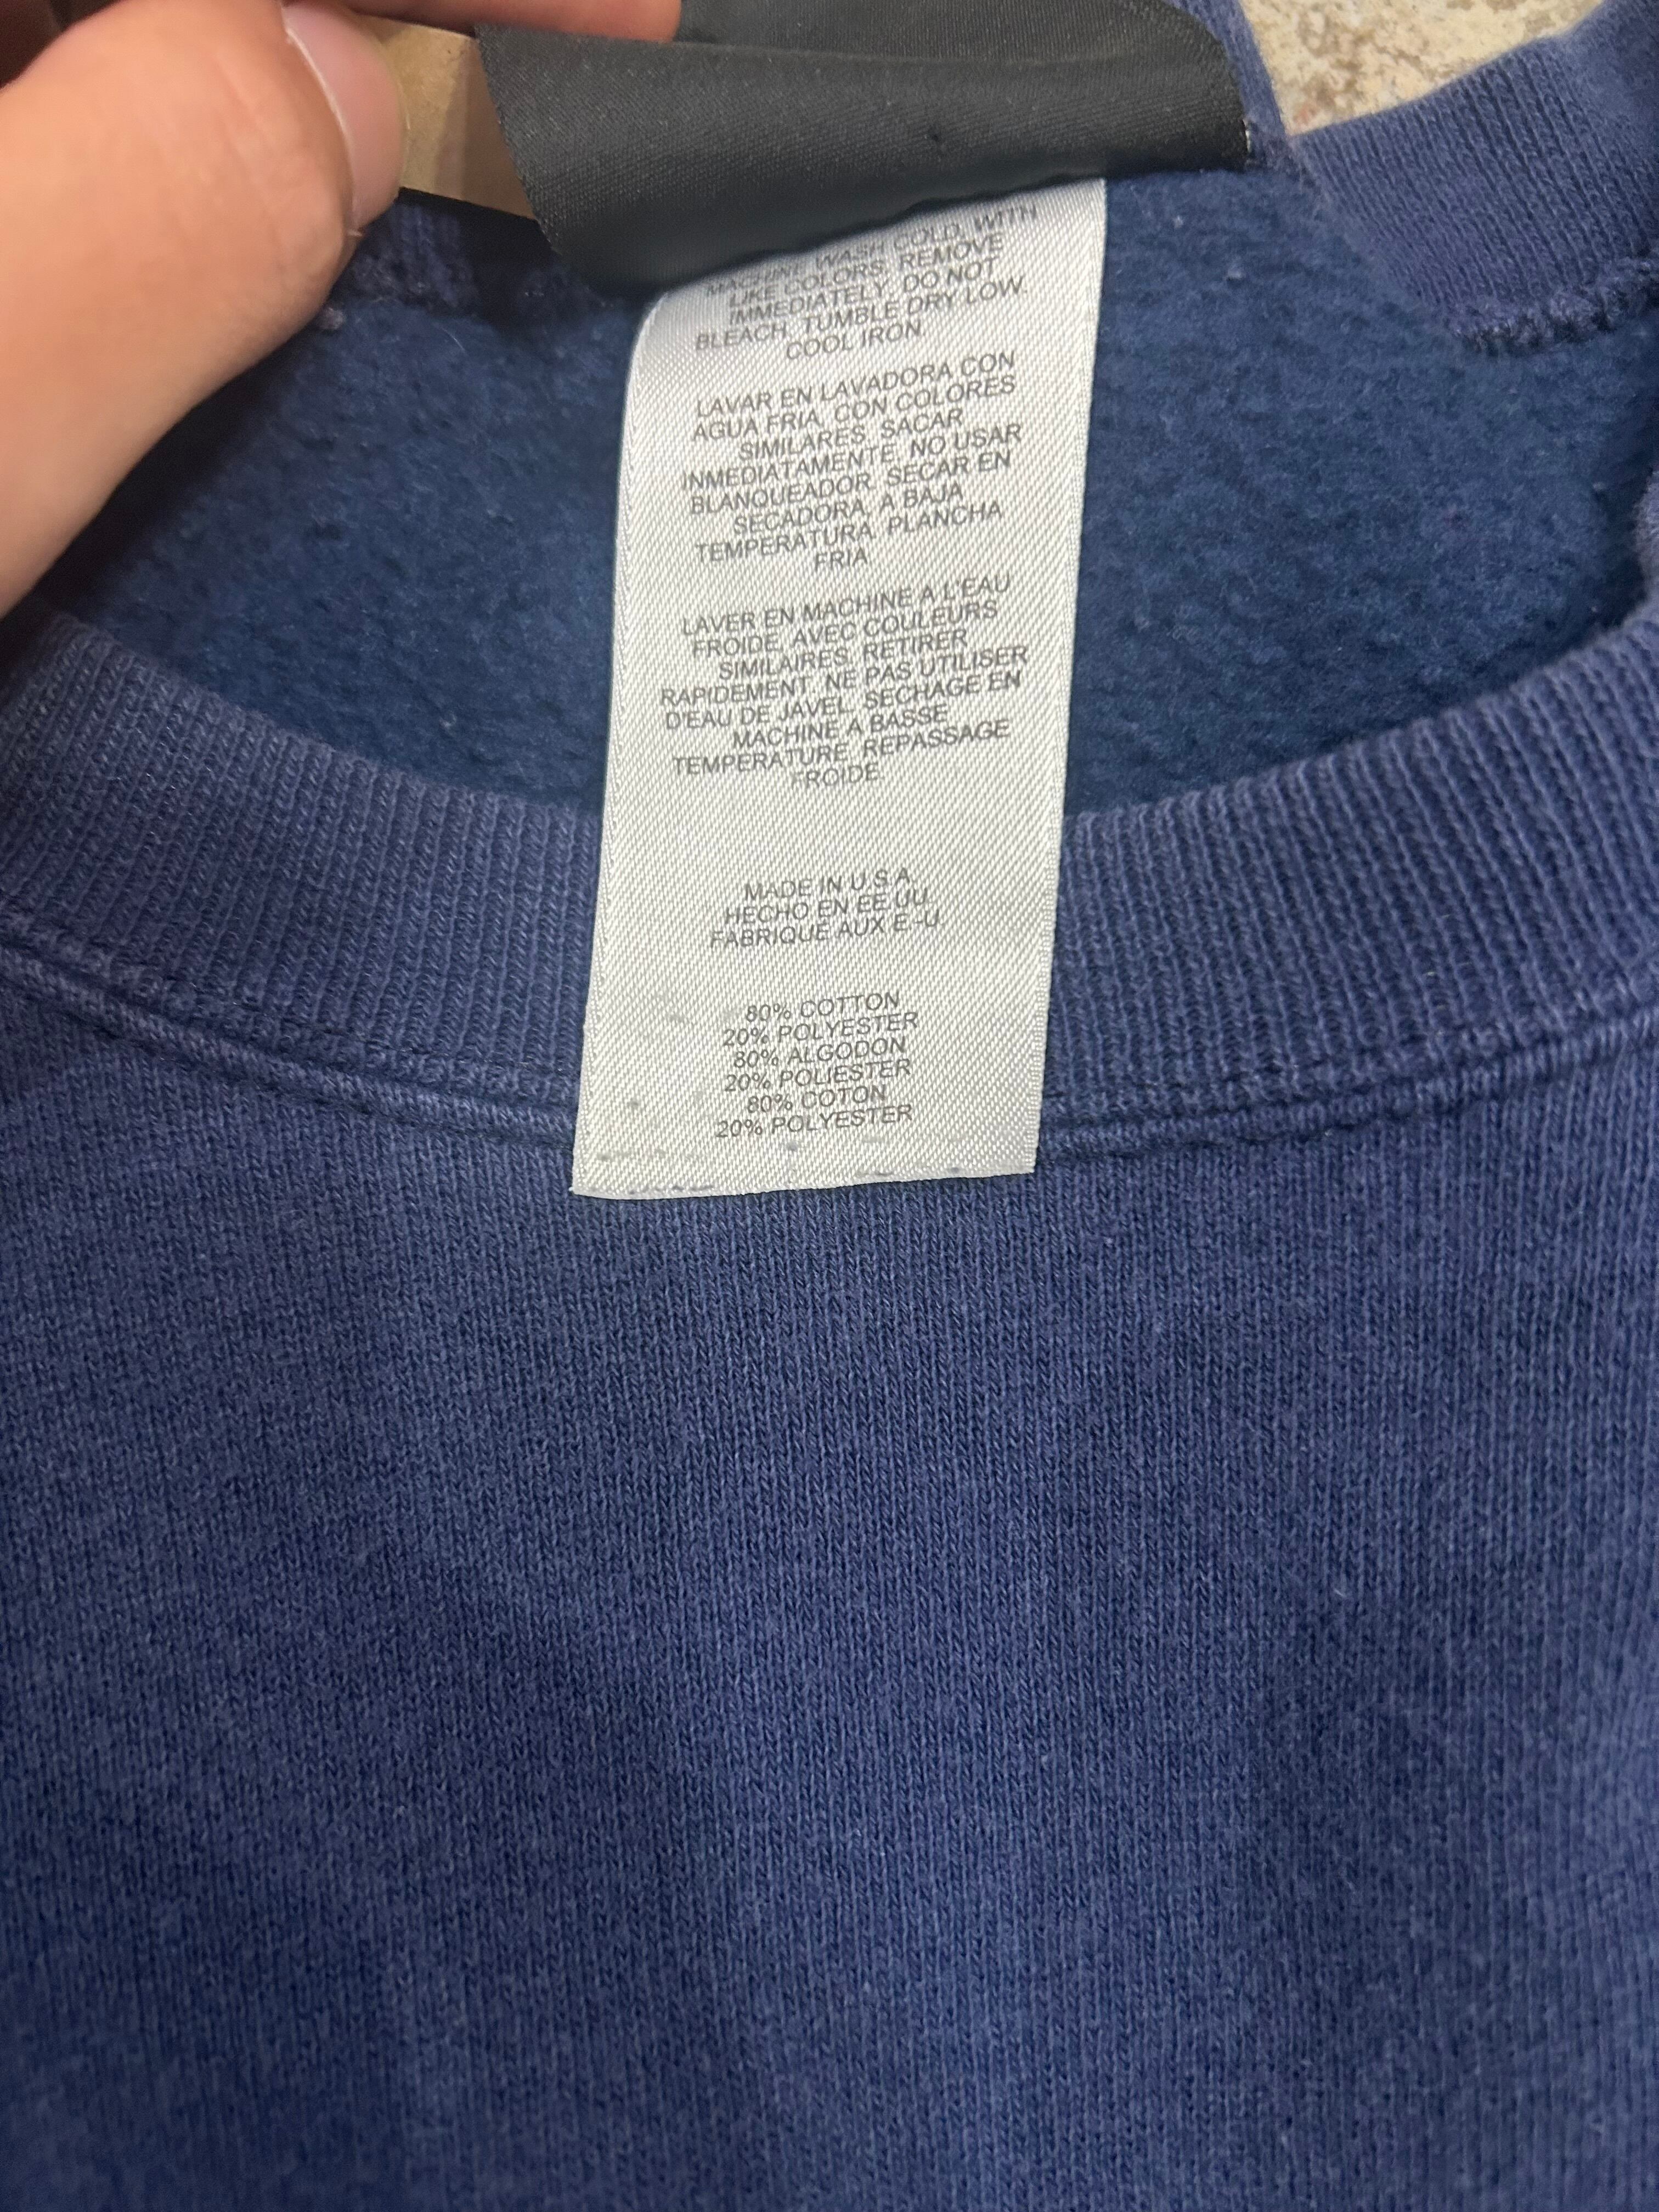 MACHINE WASH COLD, WITH
LIKE COLORS, REMOVE
IMMEDIATELY, DO NOT
BLEACH, TUMBLE DRY LOW.
COOL IRON.
LAVAR EN LAVADORA CON
AGUA FRIA, CON COLORES
SIMILARES, SACAR
INMEDIATAMENTE, NO USAR
BLANQUEADOR, SECAR EN
SECADORA, A BAJA
TEMPERATURA, PLANCHA
FRIA
LAVER EN MACHINE A L'EAU
FROIDE, AVEC COULEURS
SIMILAIRES, RETIRER
RAPIDEMENT, NE PAS UTILISER
D'EAU DE JAVEL, SECHAGE EN
MACHINE A BASSE
TEMPERATURE, REPASSAGE
FROIDE.
MADE IN U.S.A.
HECHO EN EE.UU.
FABRIQUE AUX E.-U.
80% COTTON
20% POLYESTER
80% ALGODON
20% POLIESTER
80% COTON
20% POLYESTER